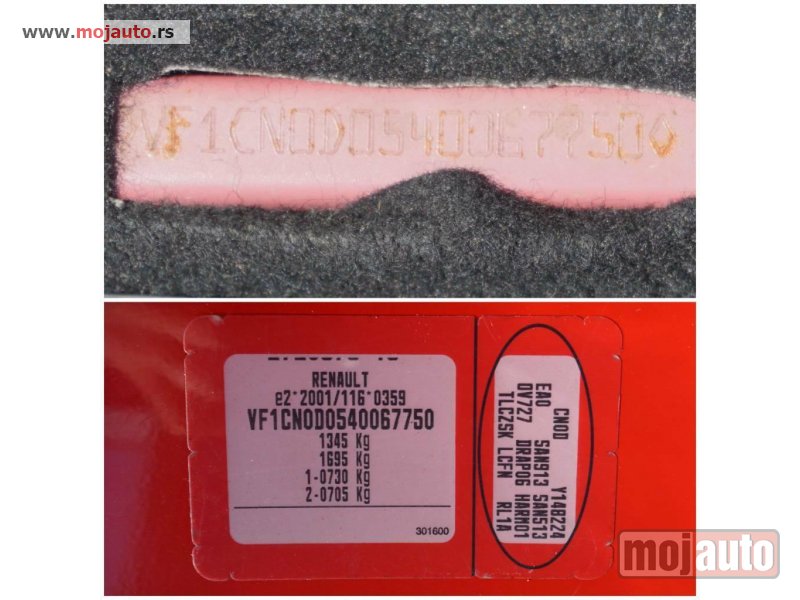 www.mojauto.rs
VF1CN0D0540067750
RENAULT
e2*2001/116*0359
VF1CN0D0540067750
1345 Kg
1695 Kg
1-0730 Kg
2-0705 Kg
301600
CN0D Y148224
EA0 SAN913 SAN513
DV727 DRAP06 HARM01
TLCZSK LCFN RL1A
mojauto